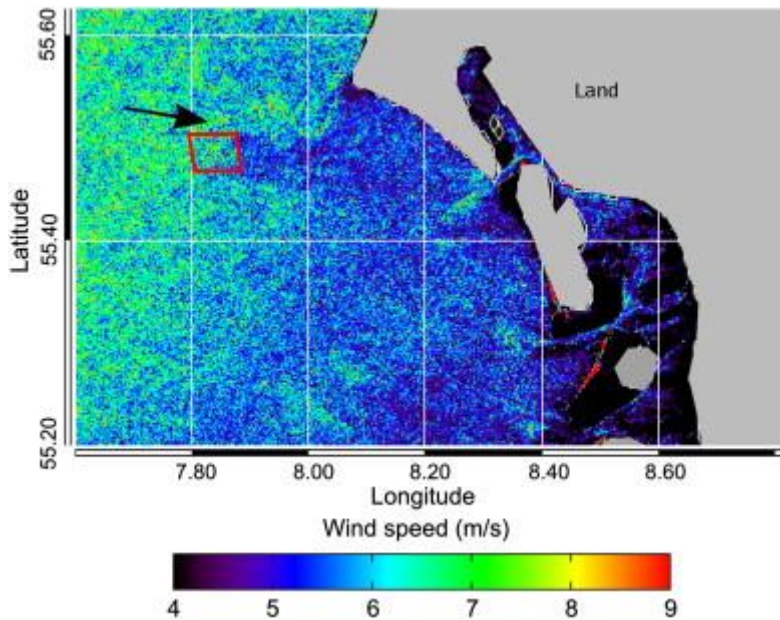 55.60
Land
Latitude
55.40
55.20
7.80 8.00 8.20 8.40 8.60
Longitude
Wind speed (m/s)
4 5 6 7 8 9